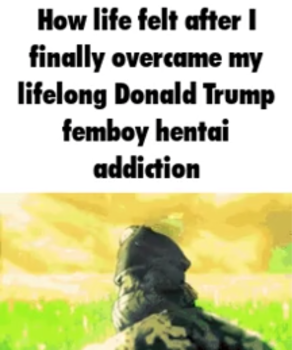 How life felt after I
finally overcame my
lifelong Donald Trump
femboy hentai
addiction